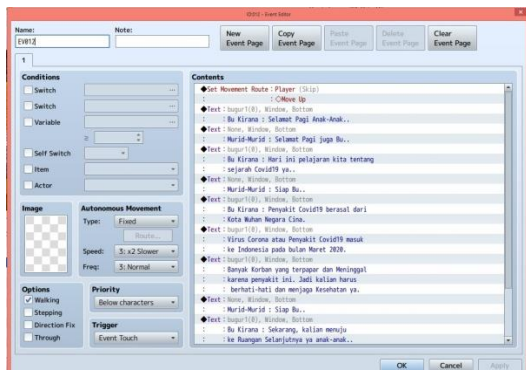 ID:012 - Event Editor
Name:
EV012
Note:
New
Event Page
Copy
Event Page
Paste
Event Page
Delete
Event Page
Clear
Event Page
1
Conditions
Switch
...
Switch
...
Variable
...
≥
Self Switch
Item
Actor
Image
Autonomous Movement
Type: Fixed
Route...
Speed: 3: x2 Slower
Freq: 3: Normal
Options
Walking
Stepping
Direction Fix
Through
Priority
Below characters
Trigger
Event Touch
Contents
◆Set Movement Route : Player (Skip)
: : ◇Move Up
◆Text : bugur1(0), Window, Bottom
: : Bu Kirana : Selamat Pagi Anak-Anak..
◆Text : None, Window, Bottom
: : Murid-Murid : Selamat Pagi juga Bu..
◆Text : bugur1(0), Window, Bottom
: : Bu Kirana : Hari ini pelajaran kita tentang
: : sejarah Covid19 ya..
◆Text : None, Window, Bottom
: : Murid-Murid : Siap Bu..
◆Text : bugur1(0), Window, Bottom
: : Bu Kirana : Penyakit Covid19 berasal dari
: : Kota Wuhan Negara Cina.
◆Text : bugur1(0), Window, Bottom
: : Virus Corona atau Penyakit Covid19 masuk
: : ke Indonesia pada bulan Maret 2020.
◆Text : bugur1(0), Window, Bottom
: : Banyak Korban yang terpapar dan Meninggal
: : karena penyakit ini. Jadi kalian harus
: : berhati-hati dan menjaga Kesehatan ya.
◆Text : None, Window, Bottom
: : Murid-Murid : Siap Bu..
◆Text : bugur1(0), Window, Bottom
: : Bu Kirana : Sekarang, kalian menuju
: : ke Ruangan Selanjutnya ya anak-anak..
OK
Cancel
Apply